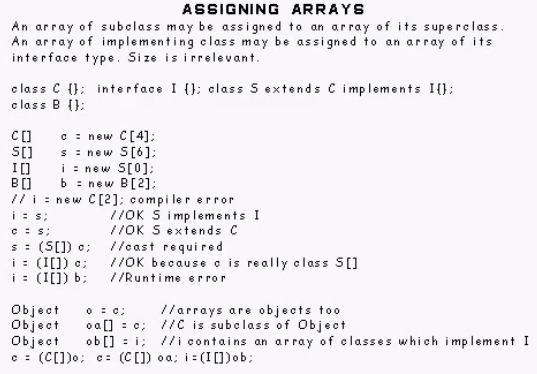 ASSIGNING ARRAYS
An array of subclass may be assigned to an array of its superclass.
An array of implementing class may be assigned to an array of its
interface type. Size is irrelevant.
class C {}; interface I {}; class S extends C implements I{};
class B {};
C[] c = new C[4];
S[] s = new S[6];
I[] i = new S[0];
B[] b = new B[2];
// i = new C[2]; compiler error
i = s; //OK S implements I
c = s; //OK S extends C
s = (S[]) c; //cast required
i = (I[]) c; //OK because c is really class S[]
i = (I[]) b; //Runtime error
Object o = c; //arrays are objects too
Object oa[] = c; //C is subclass of Object
Object ob[] = i; //i contains an array of classes which implement I
c = (C[])o; c= (C[]) oa; i=(I[])ob;